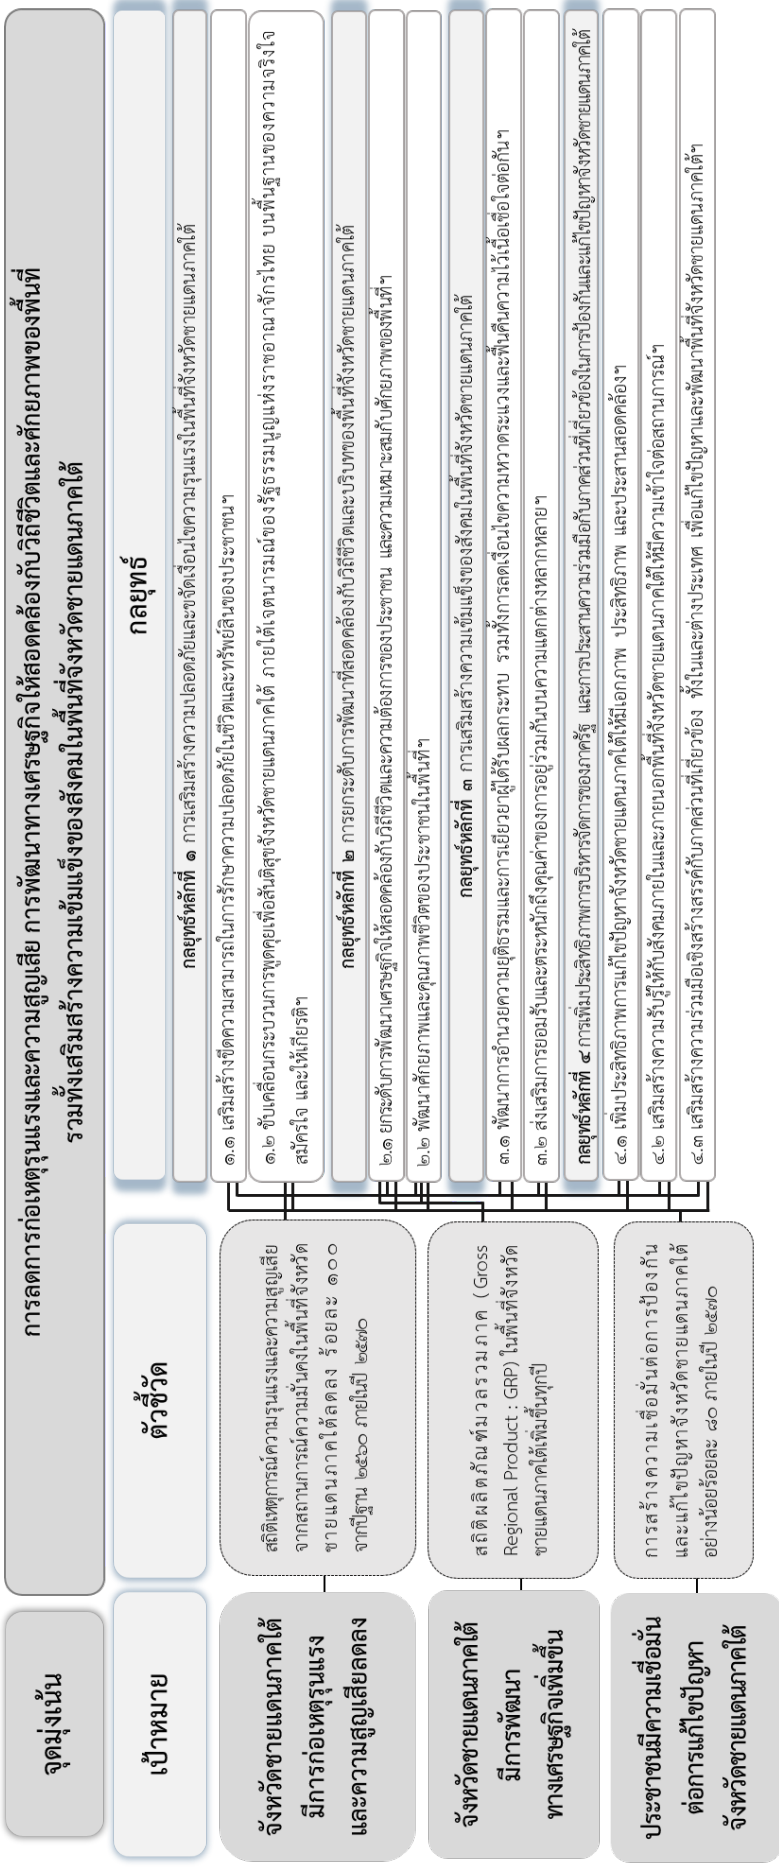 จุดมุ่งเน้น
การลดการก่อเหตุรุนแรงและความสูญเสีย การพัฒนาทางเศรษฐกิจให้สอดคล้องกับวิถีชีวิตและศักยภาพของพื้นที่
รวมทั้งเสริมสร้างความเข้มแข็งของสังคมในพื้นที่จังหวัดชายแดนภาคใต้
เป้าหมาย
ตัวชี้วัด
กลยุทธ์
จังหวัดชายแดนภาคใต้
มีการก่อเหตุรุนแรง
และความสูญเสียลดลง
สถิติเหตุการณ์ความรุนแรงและความสูญเสีย
จากสถานการณ์ความมั่นคงในพื้นที่จังหวัด
ชายแดนภาคใต้ลดลง ร้อยละ ๑๐๐
จากปีฐาน ๒๕๖๐ ภายในปี ๒๕๗๐
จังหวัดชายแดนภาคใต้
มีการพัฒนา
ทางเศรษฐกิจเพิ่มขึ้น
สถิติผลิตภัณฑ์มวลรวมภาค (Gross
Regional Product : GRP) ในพื้นที่จังหวัด
ชายแดนภาคใต้เพิ่มขึ้นทุกปี
ประชาชนมีความเชื่อมั่น
ต่อการแก้ไขปัญหา
จังหวัดชายแดนภาคใต้
การสร้างความเชื่อมั่นต่อการป้องกัน
และแก้ไขปัญหาจังหวัดชายแดนภาคใต้
อย่างน้อยร้อยละ ๘๐ ภายในปี ๒๕๗๐
กลยุทธ์หลักที่ ๑ การเสริมสร้างความปลอดภัยและขจัดเงื่อนไขความรุนแรงในพื้นที่จังหวัดชายแดนภาคใต้
๑.๑ เสริมสร้างขีดความสามารถในการรักษาความปลอดภัยในชีวิตและทรัพย์สินของประชาชนฯ
๑.๒ ขับเคลื่อนกระบวนการพูดคุยเพื่อสันติสุขจังหวัดชายแดนภาคใต้ ภายใต้เจตนารมณ์ของรัฐธรรมนูญแห่งราชอาณาจักรไทย บนพื้นฐานของความจริงใจ
สมัครใจ และให้เกียรติฯ
กลยุทธ์หลักที่ ๒ การยกระดับการพัฒนาที่สอดคล้องกับวิถีชีวิตและบริบทของพื้นที่จังหวัดชายแดนภาคใต้
๒.๑ ยกระดับการพัฒนาเศรษฐกิจให้สอดคล้องกับวิถีชีวิตและความต้องการของประชาชน และความเหมาะสมกับศักยภาพของพื้นที่ฯ
๒.๒ พัฒนาศักยภาพและคุณภาพชีวิตของประชาชนในพื้นที่ฯ
กลยุทธ์หลักที่ ๓ การเสริมสร้างความเข้มแข็งของสังคมในพื้นที่จังหวัดชายแดนภาคใต้
๓.๑ พัฒนาการอำนวยความยุติธรรมและการเยียวยาผู้ได้รับผลกระทบ รวมทั้งการลดเงื่อนไขความหวาดระแวงและฟื้นคืนความไว้เนื้อเชื่อใจต่อกันฯ
๓.๒ ส่งเสริมการยอมรับและตระหนักถึงคุณค่าของการอยู่ร่วมกันบนความแตกต่างหลากหลายฯ
กลยุทธ์หลักที่ ๔ การเพิ่มประสิทธิภาพการบริหารจัดการของภาครัฐ และการประสานความร่วมมือกับภาคส่วนที่เกี่ยวข้องในการป้องกันและแก้ไขปัญหาจังหวัดชายแดนภาคใต้
๔.๑ เพิ่มประสิทธิภาพการแก้ไขปัญหาจังหวัดชายแดนภาคใต้ให้มีเอกภาพ ประสิทธิภาพ และประสานสอดคล้องฯ
๔.๒ เสริมสร้างความรับรู้ให้กับสังคมภายในและภายนอกพื้นที่จังหวัดชายแดนภาคใต้ให้มีความเข้าใจต่อสถานการณ์ฯ
๔.๓ เสริมสร้างความร่วมมือเชิงสร้างสรรค์กับภาคส่วนที่เกี่ยวข้อง ทั้งในและต่างประเทศ เพื่อแก้ไขปัญหาและพัฒนาพื้นที่จังหวัดชายแดนภาคใต้ฯ